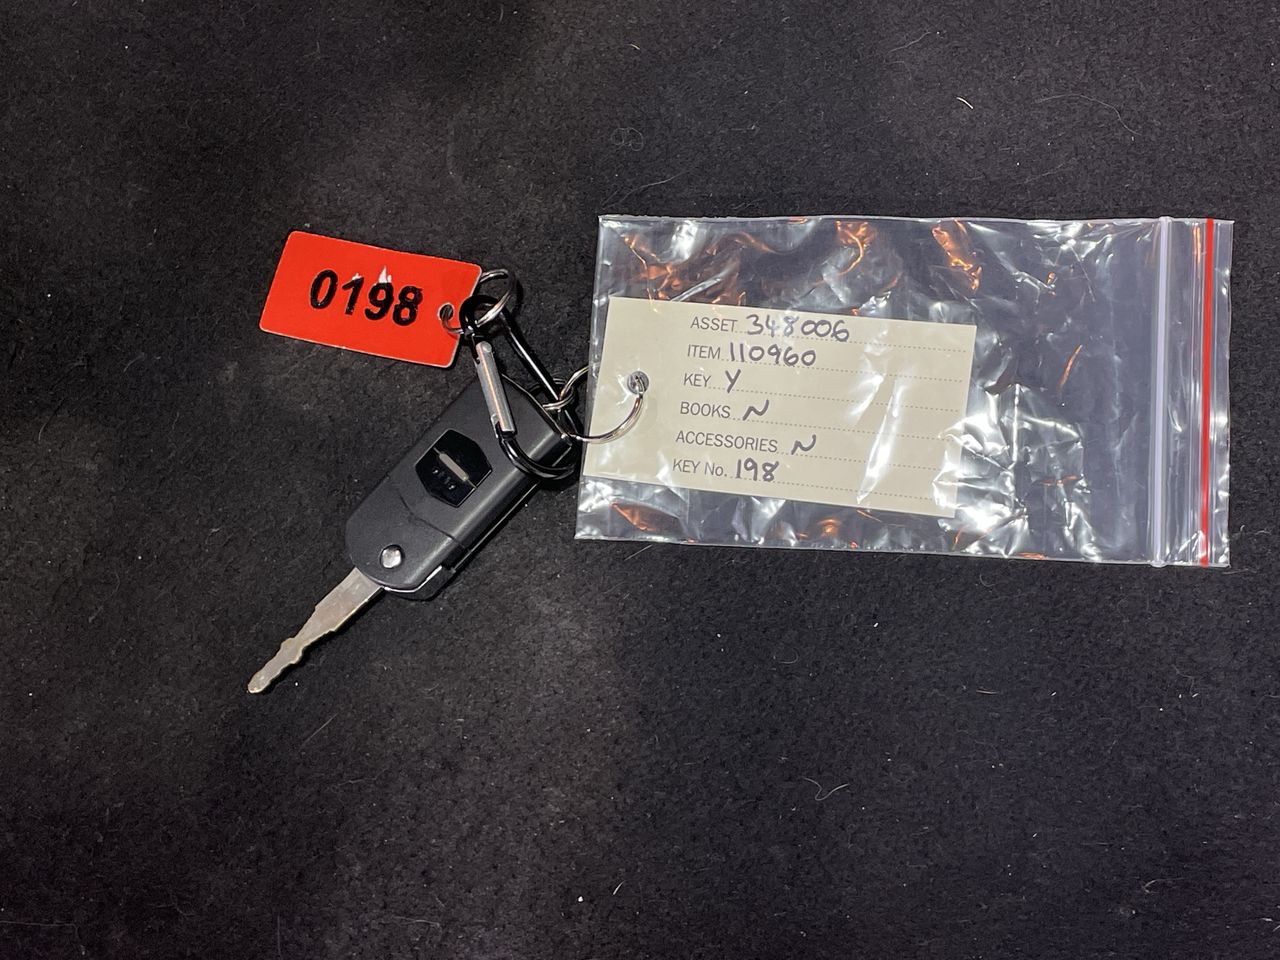 0198
ASSET 348006
ITEM 110960
KEY Y
BOOKS N
ACCESSORIES N
KEY No. 198